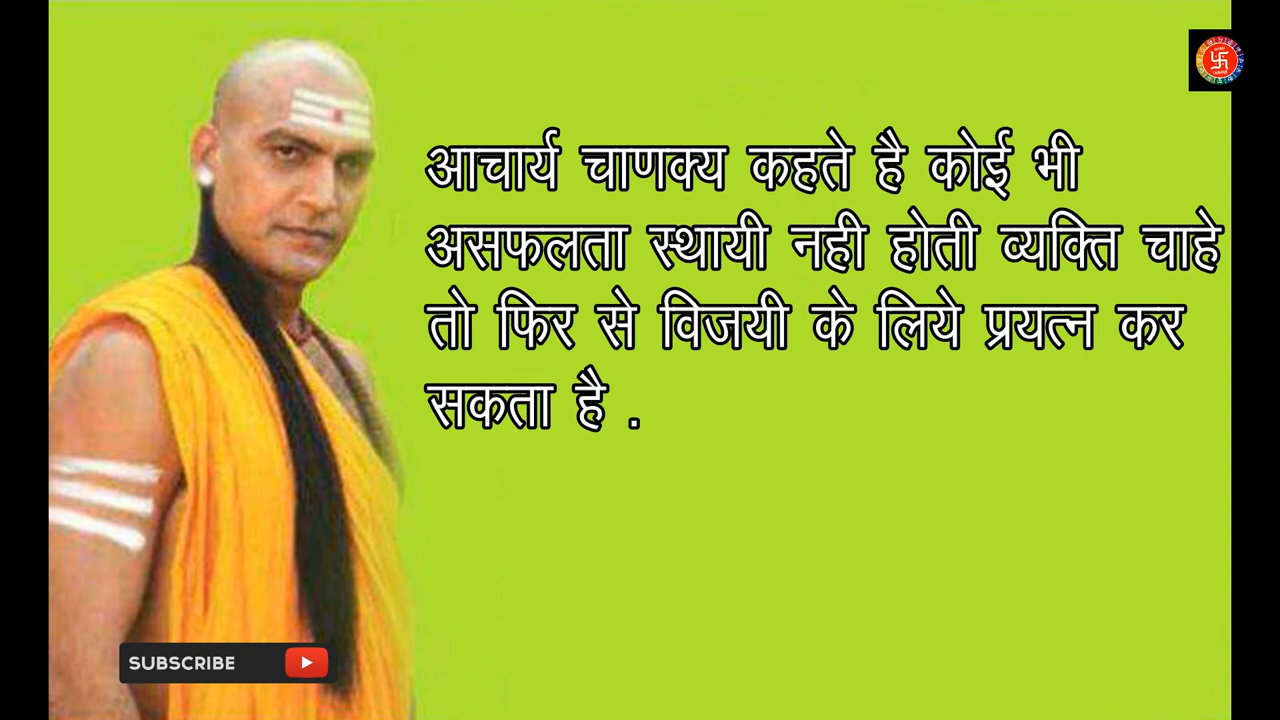 आचार्य चाणक्य कहते है कोई भी
असफलता स्थायी नही होती व्यक्ति चाहे
तो फिर से विजयी के लिये प्रयत्न कर
सकता है .
SUBSCRIBE